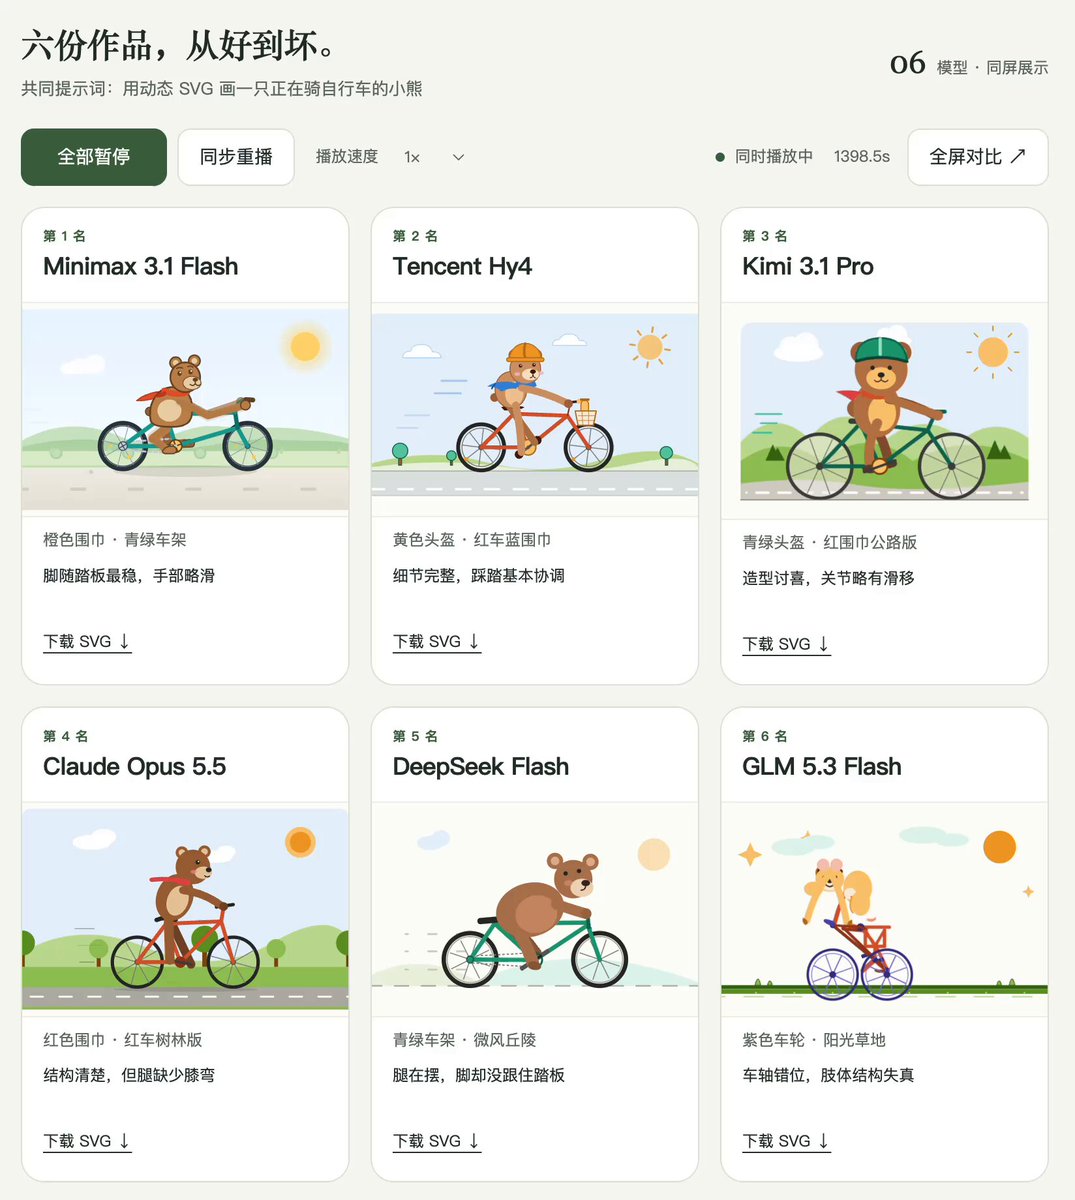 六份作品，从好到坏。
共同提示词：用动态 SVG 画一只正在骑自行车的小熊
06 模型 · 同屏展示
全部暂停
同步重播
播放速度 1×
同时播放中 1398.5s
全屏对比 ↗
第 1 名
Minimax 3.1 Flash
橙色围巾 · 青绿车架
脚随踏板最稳，手部略滑
下载 SVG ↓
第 2 名
Tencent Hy4
黄色头盔 · 红车蓝围巾
细节完整，踩踏基本协调
下载 SVG ↓
第 3 名
Kimi 3.1 Pro
青绿头盔 · 红围巾公路版
造型讨喜，关节略有滑移
下载 SVG ↓
第 4 名
Claude Opus 5.5
红色围巾 · 红车树林版
结构清楚，但腿缺少膝弯
下载 SVG ↓
第 5 名
DeepSeek Flash
青绿车架 · 微风丘陵
腿在摆，脚却没跟住踏板
下载 SVG ↓
第 6 名
GLM 5.3 Flash
紫色车轮 · 阳光草地
车轴错位，肢体结构失真
下载 SVG ↓